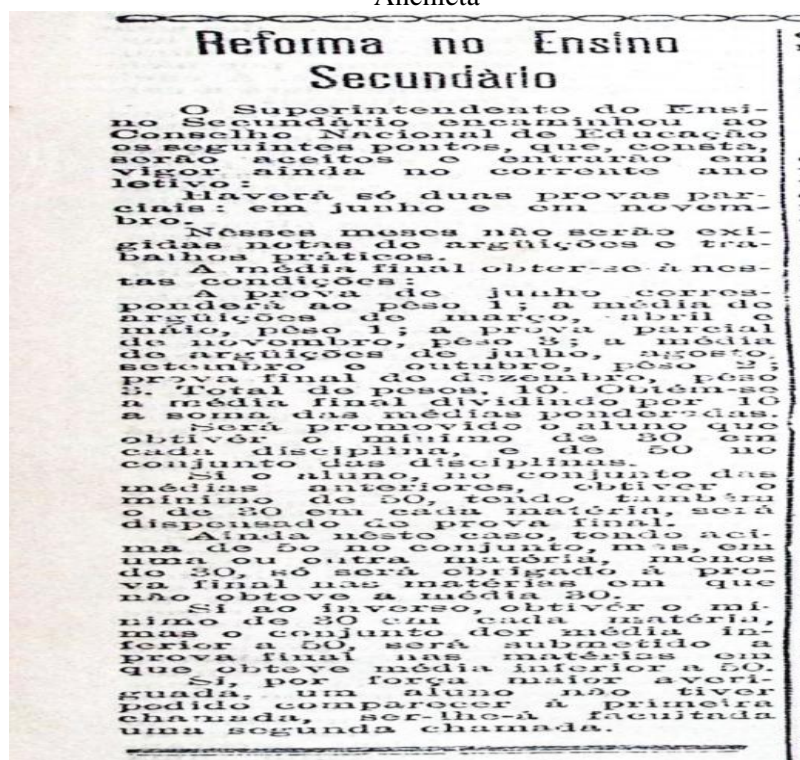 Anchieta
Reforma no Ensino
Secundàrio
O Superintendente do Ensi-
no Secundário encaminhou ao
Conselho Nacional de Educação
os seguintes pontos, que, consta,
serão aceitos e entrarão em
vigor ainda no corrente ano
letivo:
Haverá só duas provas par-
ciais: em junho e em novem-
bro.
Nesses meses não serão exi-
gidas notas de argüições e tra-
balhos práticos.
A média final obter-se-á nes-
tas condições:
A prova de junho corres-
ponderá ao pêso 1; a média de
argüições de março, abril e
maio, pêso 1; a prova parcial
de novembro, pêso 3; a média
de argüições de julho, agosto,
setembro e outubro, pêso 2;
prova final de dezembro, pêso
3. Total de pesos, 10. Obtém-se
a média final dividindo por 10
a soma das médias ponderadas.
Será promovido o aluno que
obtivér o mínimo de 30 em
cada disciplina, e de 50 no
conjunto das disciplinas.
Si o aluno, no conjunto das
médias anteriores, obtiver o
mínimo de 50, tendo também
o de 30 em cada matéria, será
dispensado de prova final.
Ainda néste caso, tendo aci-
ma de 50 no conjunto, mas, em
uma ou outra matéria, menos
de 30, só será obrigado à pro-
va final nas matérias em que
não obteve a média 30.
Si ao inverso, obtivér o mí-
nimo de 30 em cada matéria,
mas o conjunto der média in-
ferior a 50, será submetido a
prova final nas matérias em
que obteve média inferior a 50.
Si, por força maior averi-
guada, um aluno não tiver
podido comparecer á primeira
chamada, ser-lhe-á facultada
uma segunda chamada.